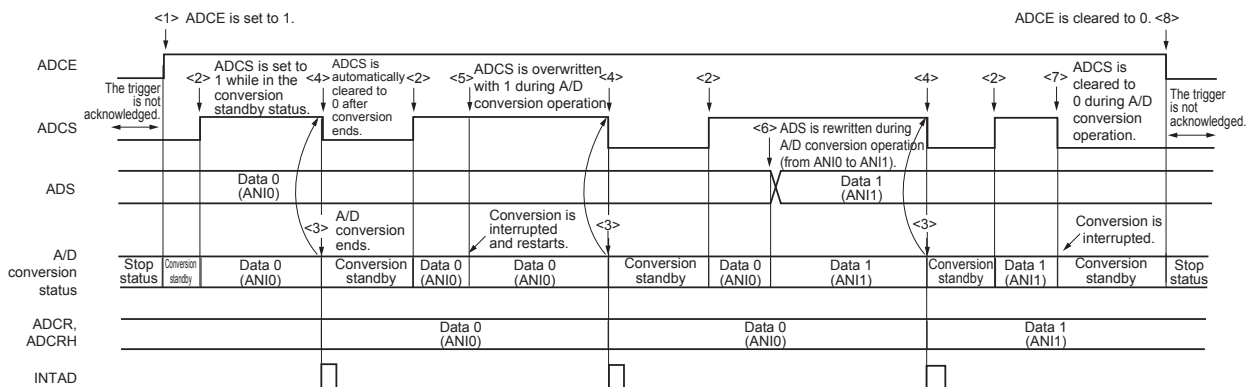 <1> ADCE is set to 1.
ADCE is cleared to 0. <8>
ADCE
The trigger
is not
acknowledged.
<2>
ADCS is set to
1 while in the
conversion
standby status.
<4>
ADCS is
automatically
cleared to
0 after
conversion
ends.
<2>
<5>
ADCS is overwritten
with 1 during A/D
conversion operation
<4>
<2>
<4>
<2>
<7>
ADCS is
cleared to
0 during A/D
conversion
operation.
The trigger
is not
acknowledged.
ADCS
<6> ADS is rewritten during
A/D conversion operation
(from ANI0 to ANI1).
ADS
Data 0
(ANI0)
Data 1
(ANI1)
<3>
A/D
conversion
ends.
Conversion is
interrupted
and restarts.
<3>
<3>
Conversion is
interrupted.
A/D
conversion
status
Stop
status
Conversion
standby
Data 0
(ANI0)
Conversion
standby
Data 0
(ANI0)
Data 0
(ANI0)
Conversion
standby
Data 0
(ANI0)
Data 1
(ANI1)
Conversion
standby
Data 1
(ANI1)
Conversion
standby
Stop
status
ADCR,
ADCRH
Data 0
(ANI0)
Data 0
(ANI0)
Data 1
(ANI1)
INTAD